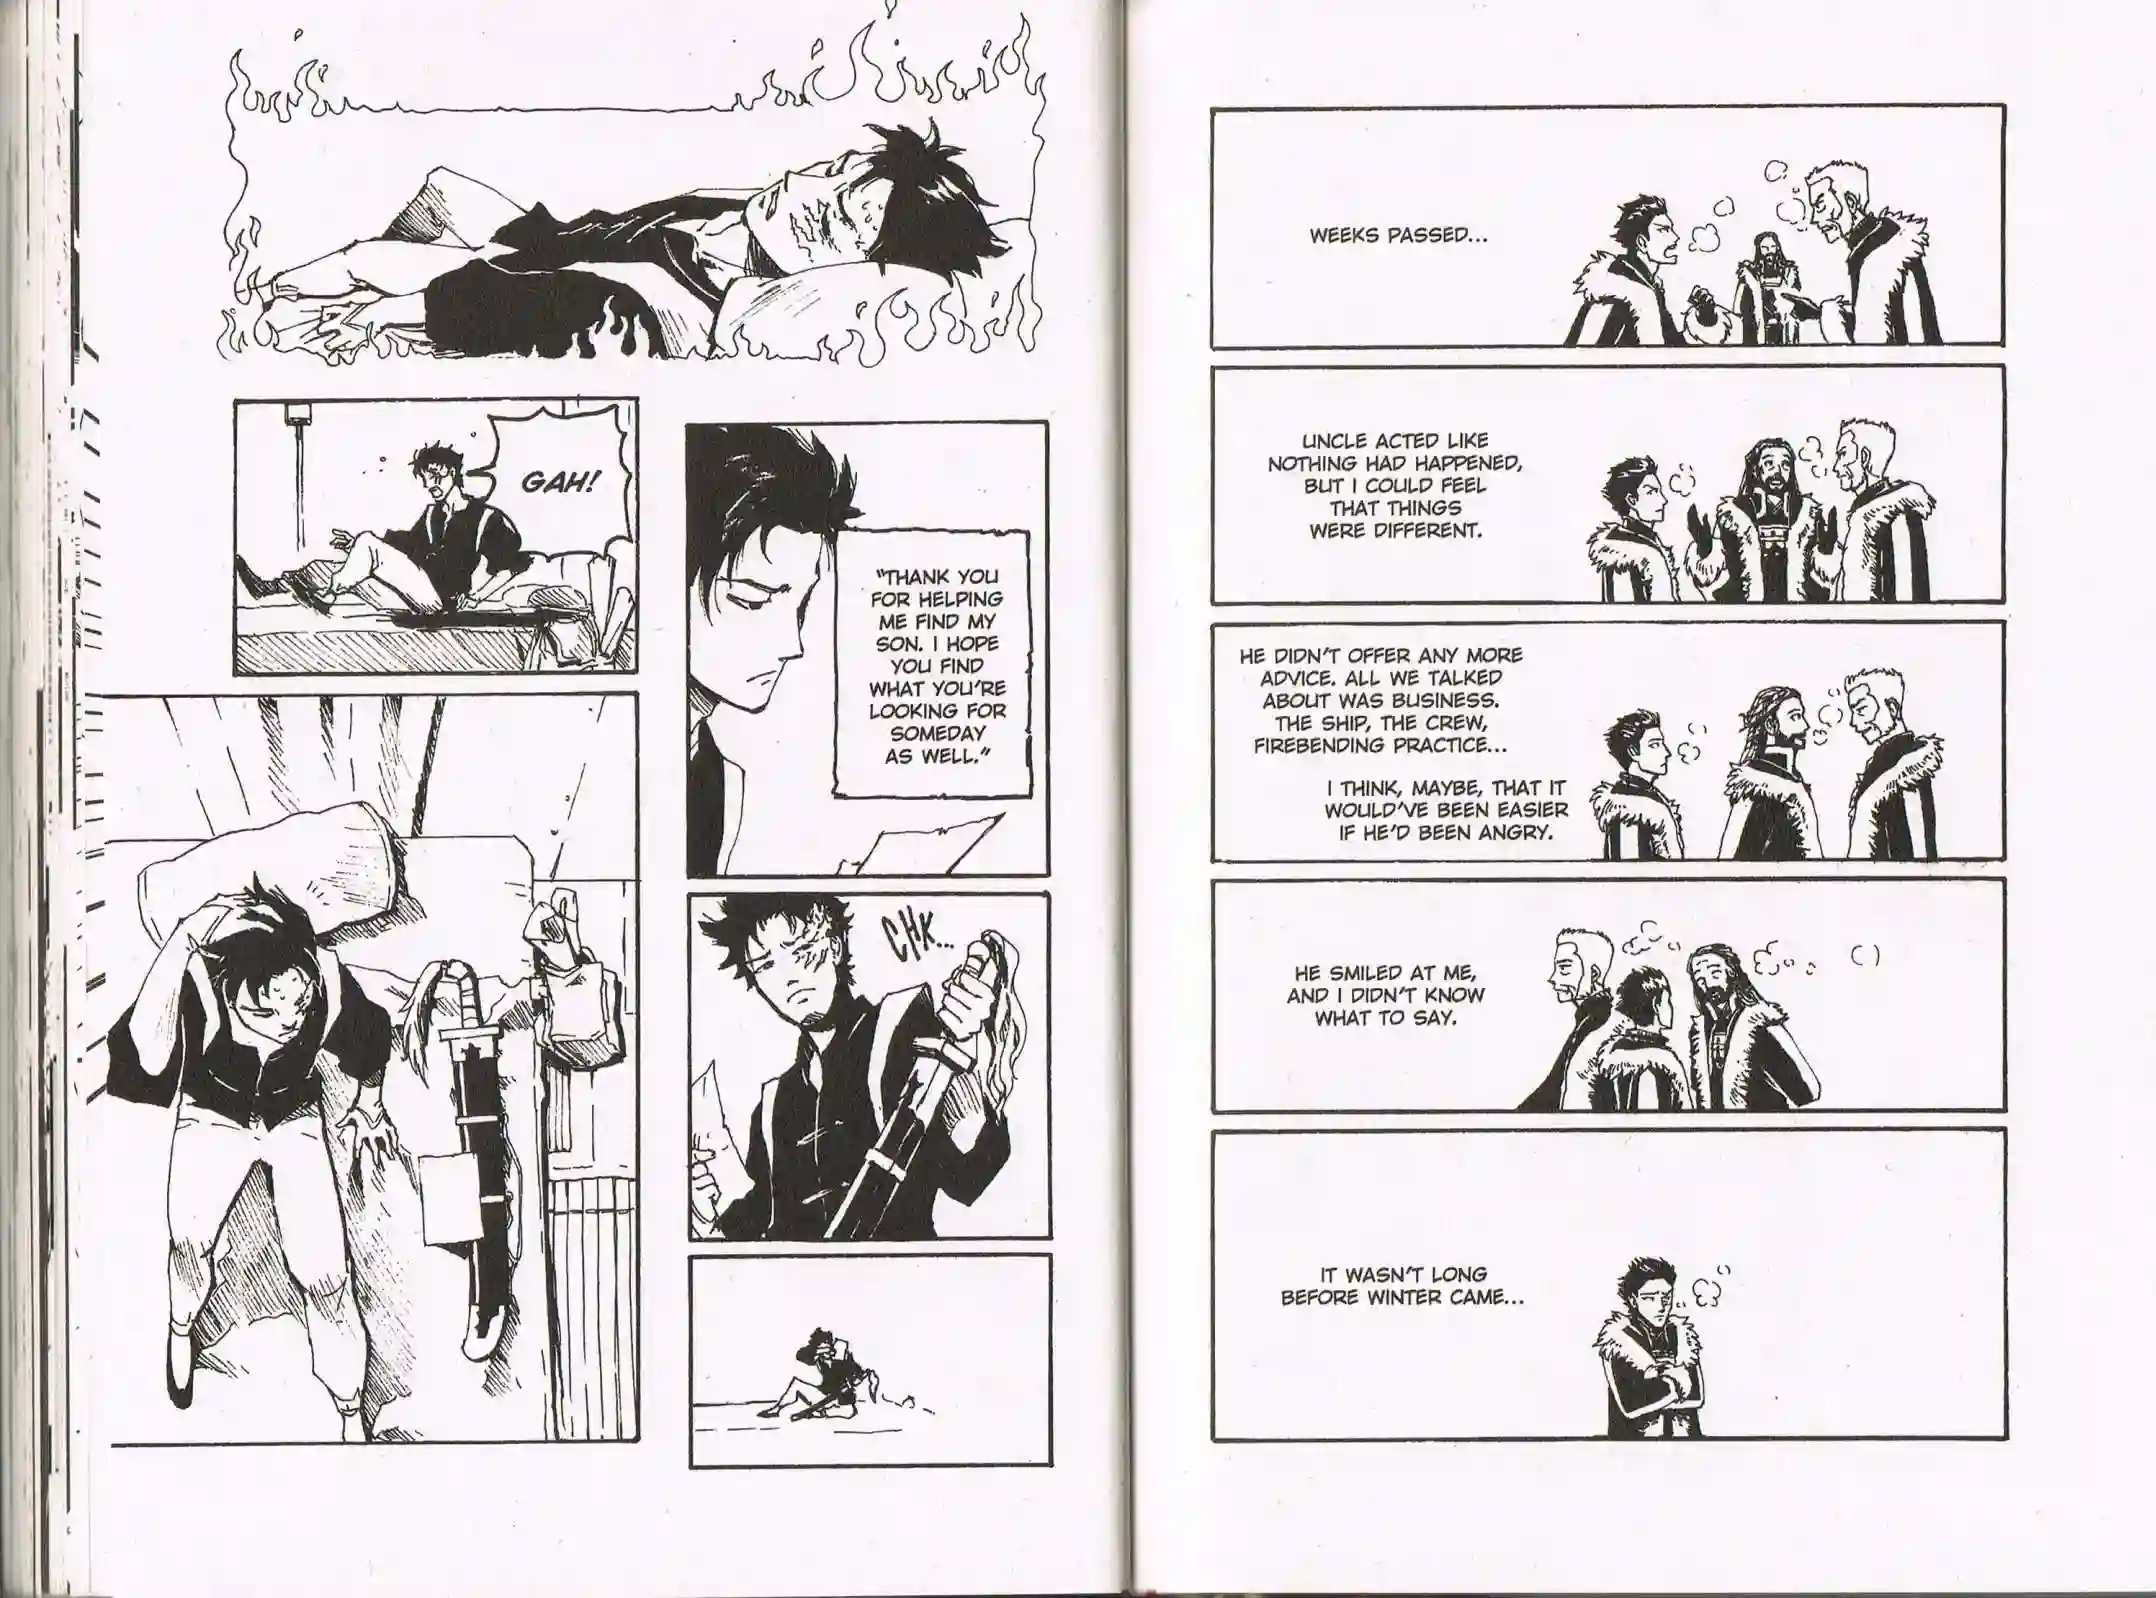 GAH!
"THANK YOU
FOR HELPING
ME FIND MY
SON. I HOPE
YOU FIND
WHAT YOU'RE
LOOKING FOR
SOMEDAY
AS WELL."
CHK...
WEEKS PASSED...
UNCLE ACTED LIKE
NOTHING HAD HAPPENED,
BUT I COULD FEEL
THAT THINGS
WERE DIFFERENT.
HE DIDN'T OFFER ANY MORE
ADVICE. ALL WE TALKED
ABOUT WAS BUSINESS.
THE SHIP, THE CREW,
FIREBENDING PRACTICE...
I THINK, MAYBE, THAT IT
WOULD'VE BEEN EASIER
IF HE'D BEEN ANGRY.
HE SMILED AT ME,
AND I DIDN'T KNOW
WHAT TO SAY.
IT WASN'T LONG
BEFORE WINTER CAME...